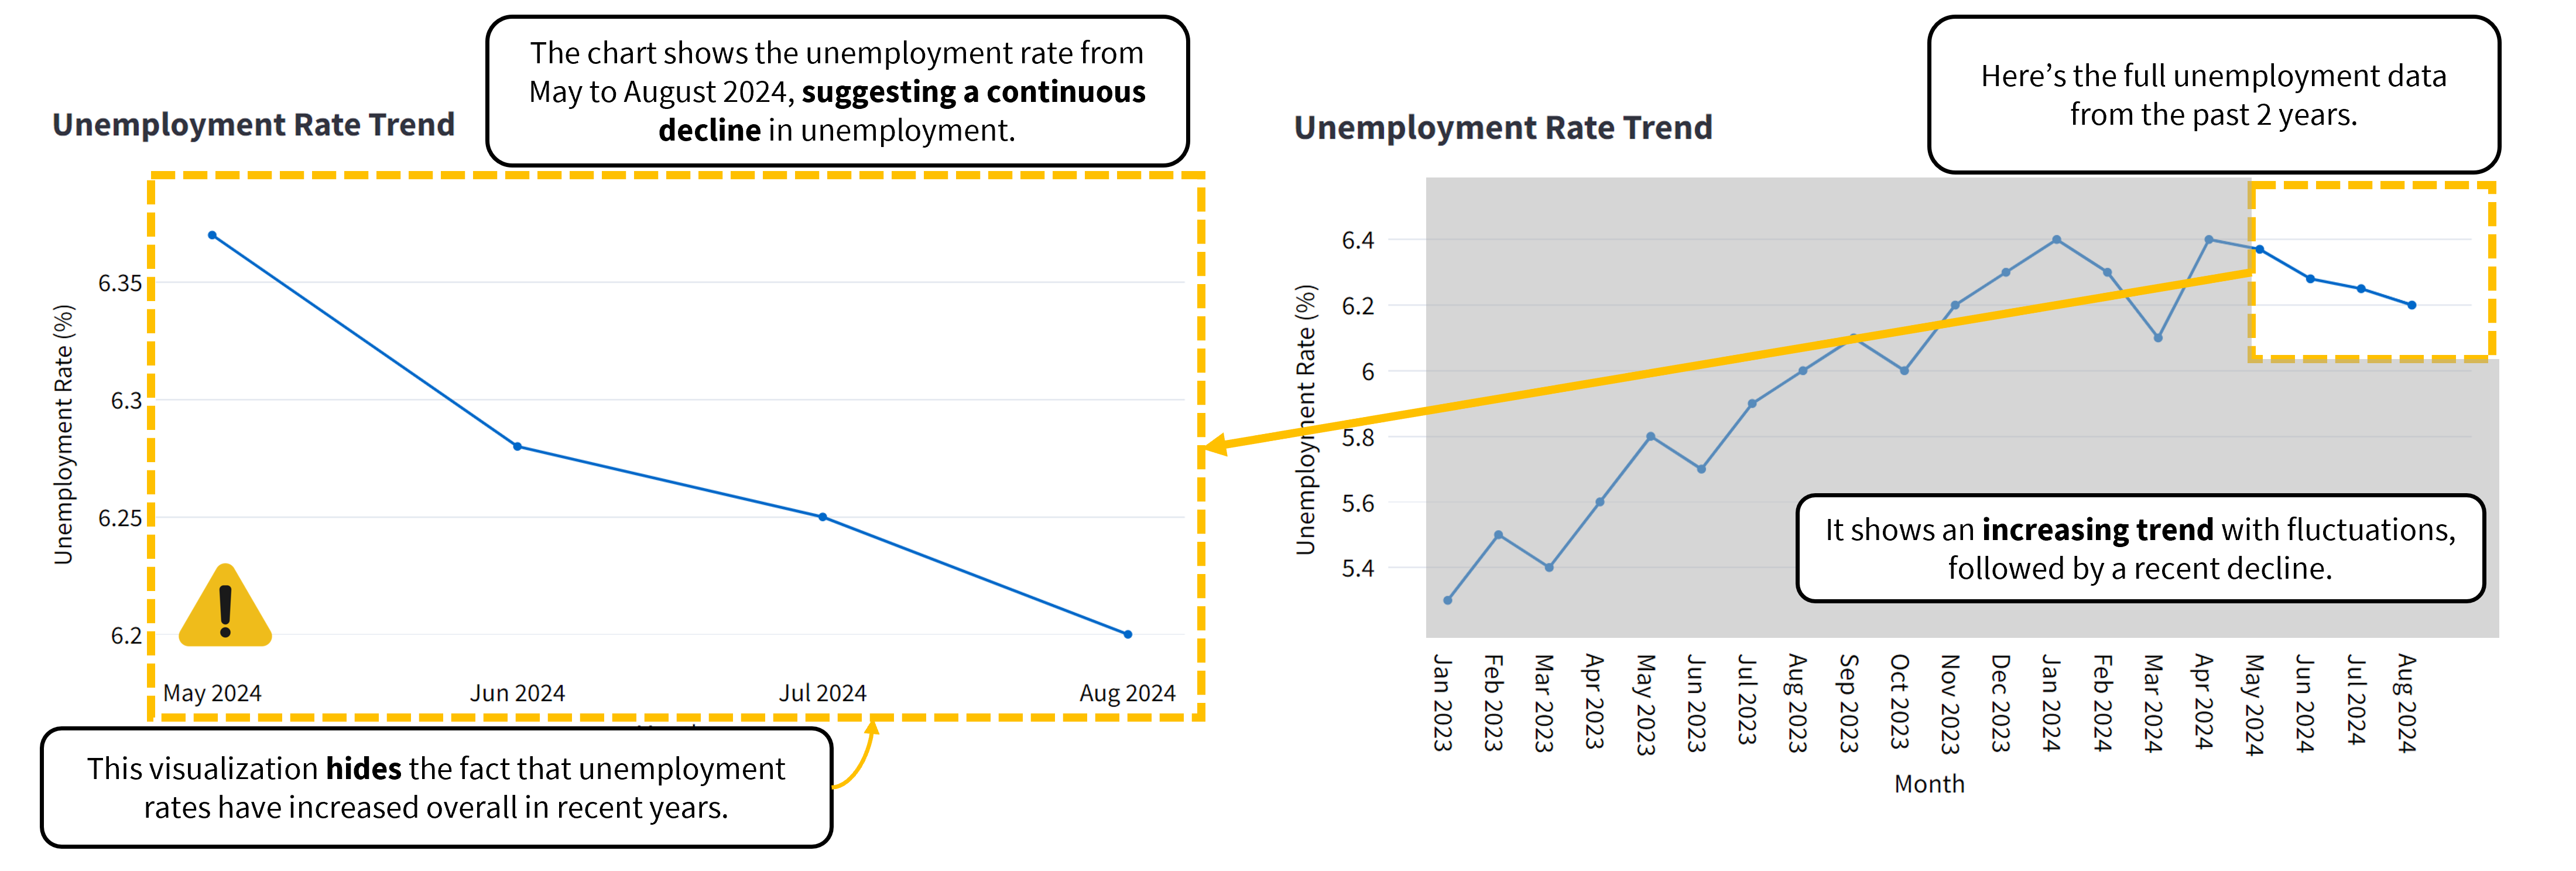 The chart shows the unemployment rate from
May to August 2024, suggesting a continuous
decline in unemployment.
Unemployment Rate Trend
Unemployment Rate (%)
6.35
6.3
6.25
6.2
May 2024
Jun 2024
Jul 2024
Aug 2024
This visualization hides the fact that unemployment
rates have increased overall in recent years.
Here’s the full unemployment data
from the past 2 years.
Unemployment Rate Trend
Unemployment Rate (%)
6.4
6.2
6
5.8
5.6
5.4
It shows an increasing trend with fluctuations,
followed by a recent decline.
Jan 2023
Feb 2023
Mar 2023
Apr 2023
May 2023
Jun 2023
Jul 2023
Aug 2023
Sep 2023
Oct 2023
Nov 2023
Dec 2023
Jan 2024
Feb 2024
Mar 2024
Apr 2024
May 2024
Jun 2024
Jul 2024
Aug 2024
Month